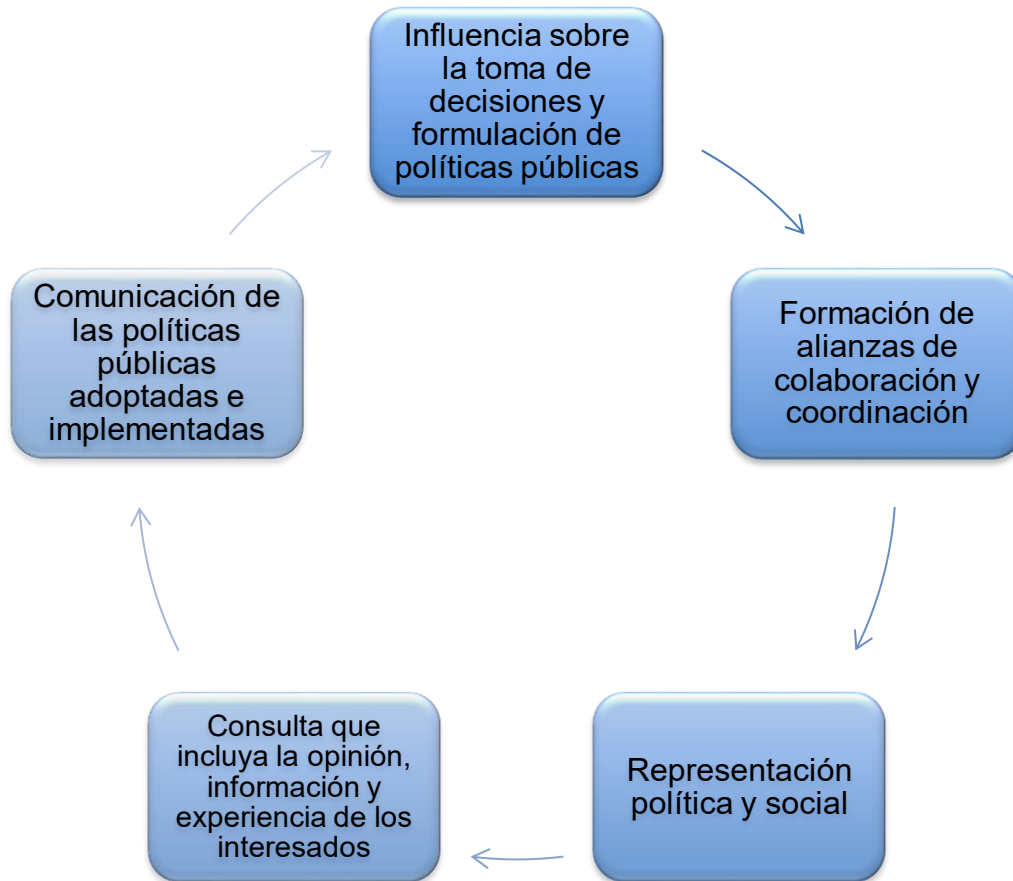 Influencia sobre
la toma de
decisiones y
formulación de
políticas públicas
Formación de
alianzas de
colaboración y
coordinación
Representación
política y social
Consulta que
incluya la opinión,
información y
experiencia de los
interesados
Comunicación de
las políticas
públicas
adoptadas e
implementadas